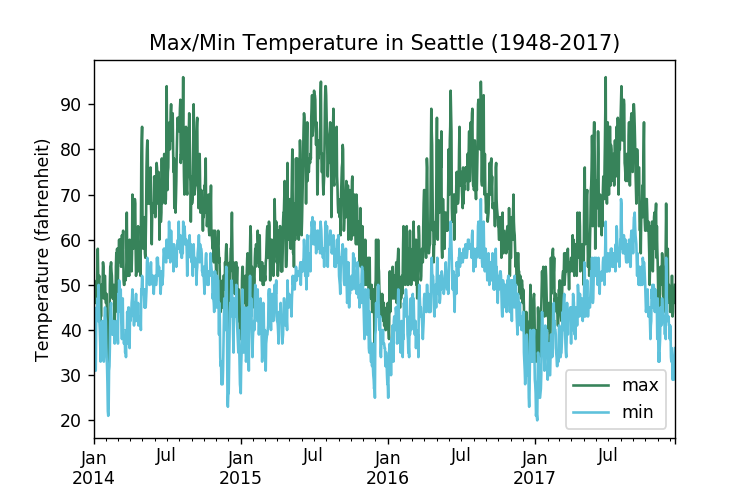 Max/Min Temperature in Seattle (1948-2017)
Temperature (fahrenheit)
90
80
70
60
50
40
30
20
max
min
Jan Jul Jan Jul Jan Jul Jan Jul
2014 2015 2016 2017